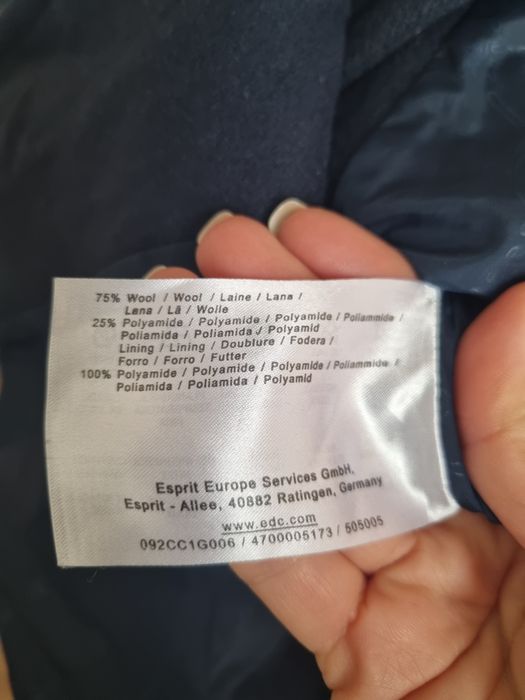 75% Wool / Wool / Laine / Lana /
Lana / Lã / Wolle
25% Polyamide / Polyamide / Polyamide / Poliammide /
Poliamida / Poliamida / Polyamid
Lining / Lining / Doublure / Fodera /
Forro / Forro / Futter
100% Polyamide / Polyamide / Polyamide / Poliammide /
Poliamida / Poliamida / Polyamid
Esprit Europe Services GmbH,
Esprit - Allee, 40882 Ratingen, Germany
www.edc.com
092CC1G006 / 4700005173 / 505005